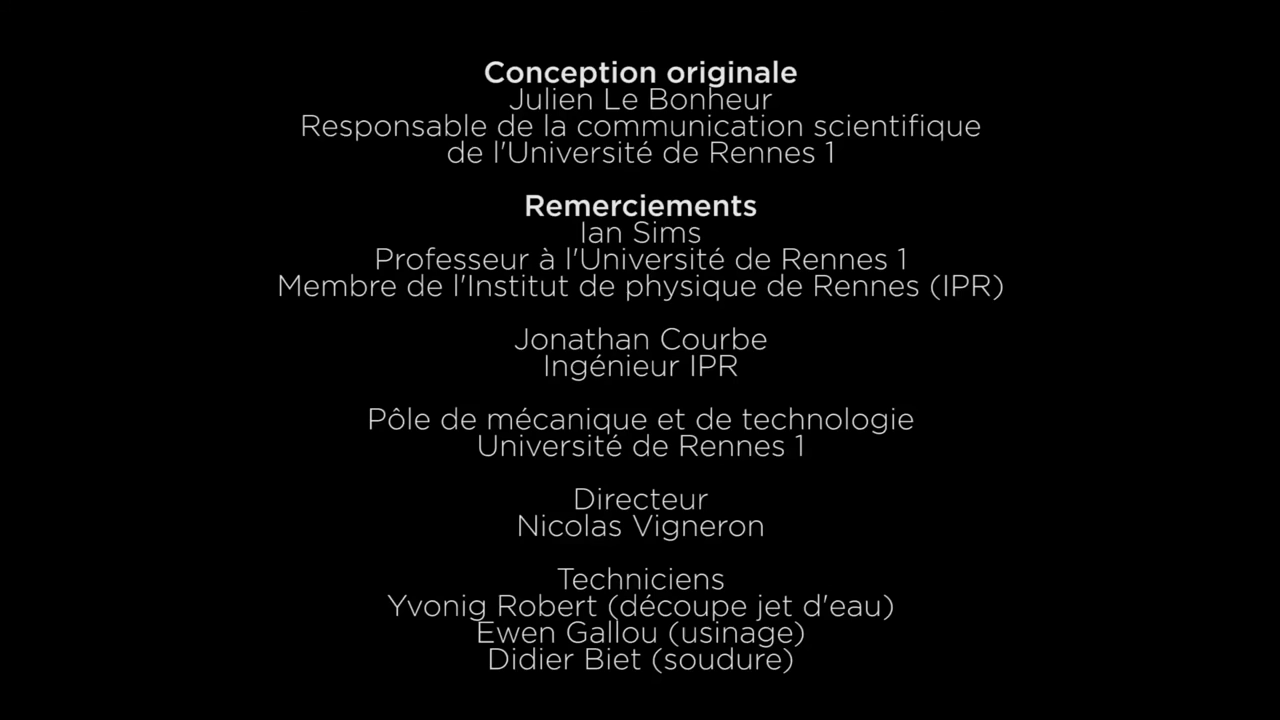 Conception originale
Julien Le Bonheur
Responsable de la communication scientifique
de l'Université de Rennes 1
Remerciements
Ian Sims
Professeur à l'Université de Rennes 1
Membre de l'Institut de physique de Rennes (IPR)
Jonathan Courbe
Ingénieur IPR
Pôle de mécanique et de technologie
Université de Rennes 1
Directeur
Nicolas Vigneron
Techniciens
Yvonig Robert (découpe jet d'eau)
Ewen Gallou (usinage)
Didier Biet (soudure)